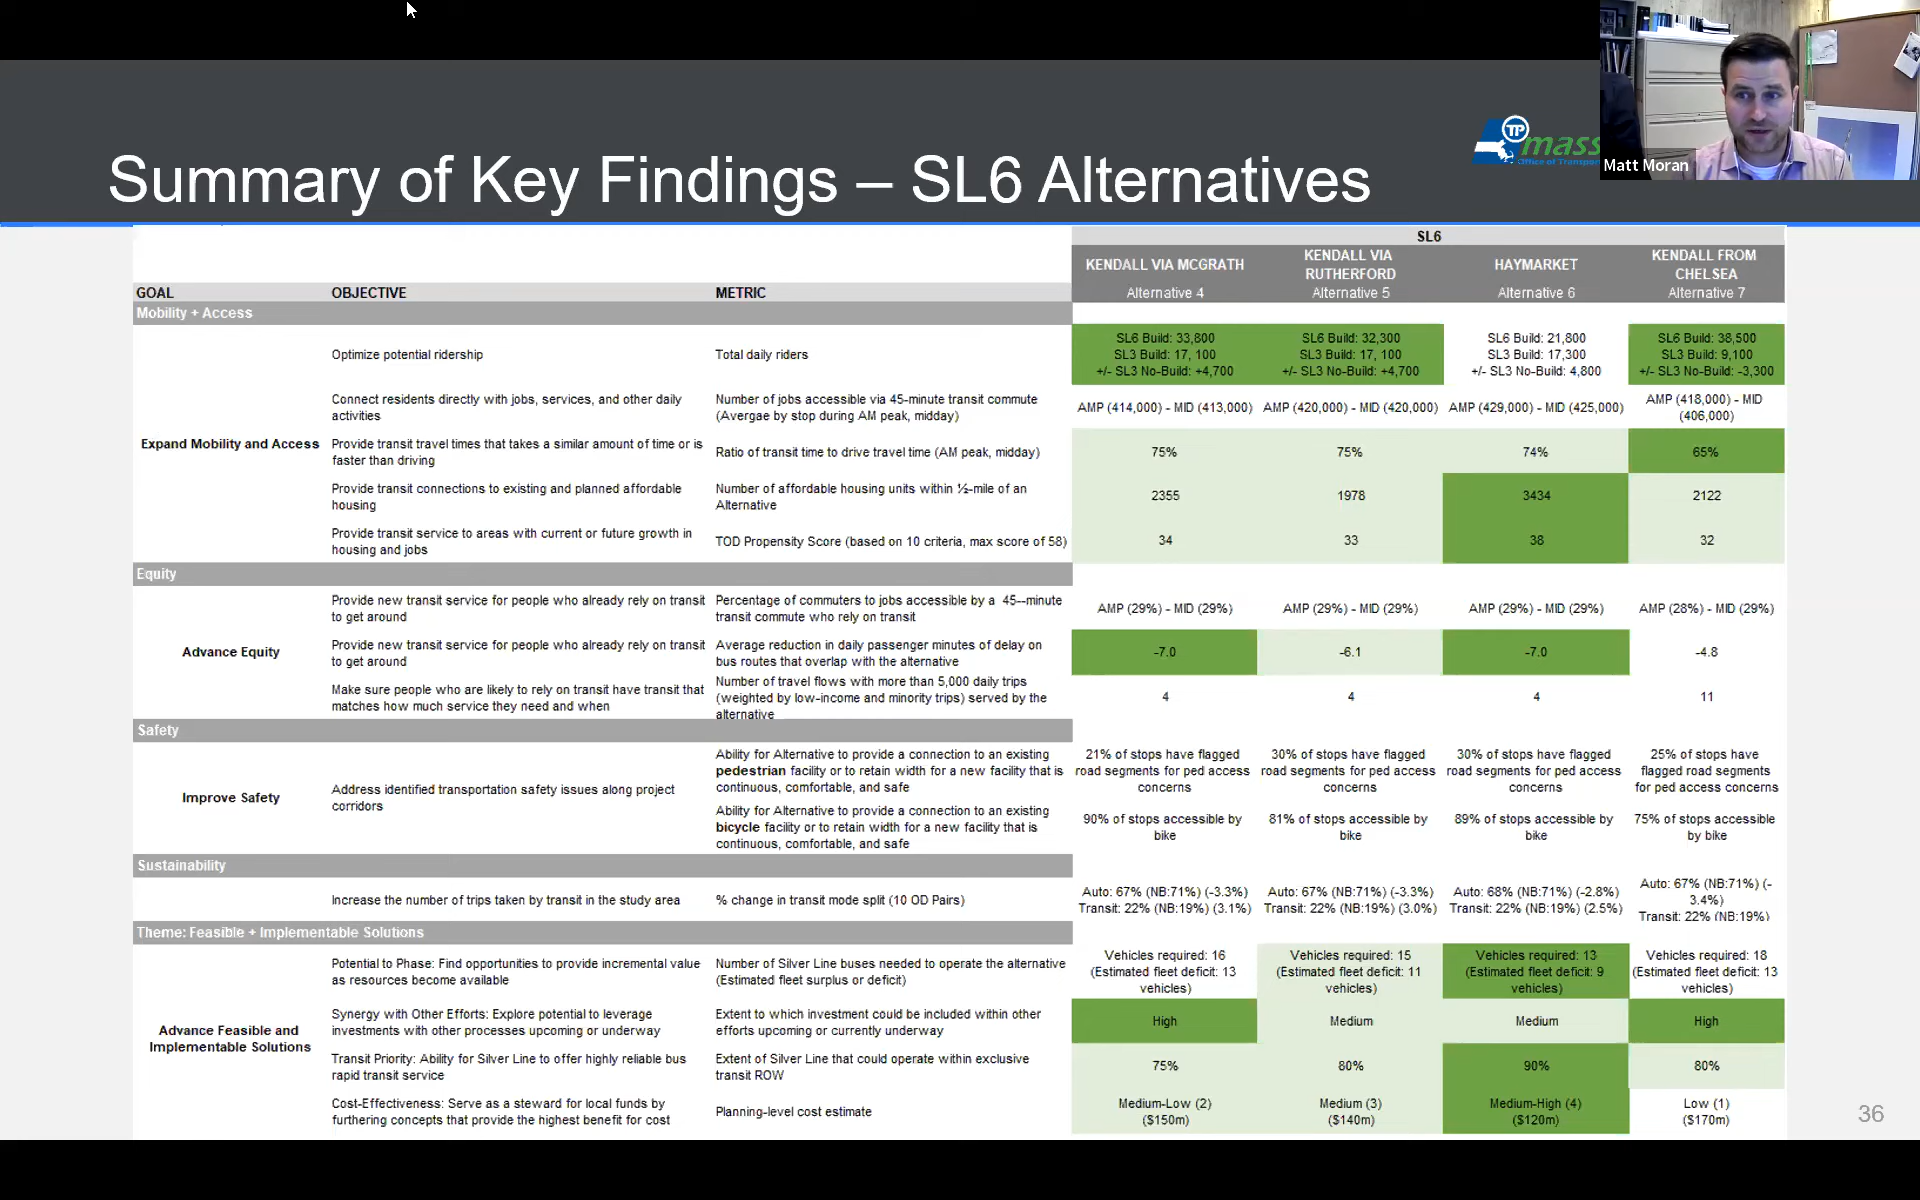 TP
mass
Office of Transpor
Matt Moran
Summary of Key Findings – SL6 Alternatives
SL6
KENDALL VIA MCGRATH
KENDALL VIA
RUTHERFORD
HAYMARKET
KENDALL FROM
CHELSEA
GOAL OBJECTIVE METRIC Alternative 4 Alternative 5 Alternative 6 Alternative 7
Mobility + Access
Expand Mobility and Access
Optimize potential ridership
Total daily riders
SL6 Build: 33,800
SL3 Build: 17, 100
+/- SL3 No-Build: +4,700
SL6 Build: 32,300
SL3 Build: 17, 100
+/- SL3 No-Build: +4,700
SL6 Build: 21,800
SL3 Build: 17,300
+/- SL3 No-Build: 4,800
SL6 Build: 38,500
SL3 Build: 9,100
+/- SL3 No-Build: -3,300
Connect residents directly with jobs, services, and other daily
activities
Number of jobs accessible via 45-minute transit commute
(Avergae by stop during AM peak, midday)
AMP (414,000) - MID (413,000)
AMP (420,000) - MID (420,000)
AMP (429,000) - MID (425,000)
AMP (418,000) - MID
(406,000)
Provide transit travel times that takes a similar amount of time or is
faster than driving
Ratio of transit time to drive travel time (AM peak, midday)
75%
75%
74%
65%
Provide transit connections to existing and planned affordable
housing
Number of affordable housing units within ½-mile of an
Alternative
2355
1978
3434
2122
Provide transit service to areas with current or future growth in
housing and jobs
TOD Propensity Score (based on 10 criteria, max score of 58)
34
33
38
32
Equity
Advance Equity
Provide new transit service for people who already rely on transit
to get around
Percentage of commuters to jobs accessible by a 45--minute
transit commute who rely on transit
AMP (29%) - MID (29%)
AMP (29%) - MID (29%)
AMP (29%) - MID (29%)
AMP (28%) - MID (29%)
Provide new transit service for people who already rely on transit
to get around
Average reduction in daily passenger minutes of delay on
bus routes that overlap with the alternative
-7.0
-6.1
-7.0
-4.8
Make sure people who are likely to rely on transit have transit that
matches how much service they need and when
Number of travel flows with more than 5,000 daily trips
(weighted by low-income and minority trips) served by the
alternative
4
4
4
11
Safety
Improve Safety
Address identified transportation safety issues along project
corridors
Ability for Alternative to provide a connection to an existing
pedestrian facility or to retain width for a new facility that is
continuous, comfortable, and safe
21% of stops have flagged
road segments for ped access
concerns
30% of stops have flagged
road segments for ped access
concerns
30% of stops have flagged
road segments for ped access
concerns
25% of stops have
flagged road segments
for ped access concerns
Ability for Alternative to provide a connection to an existing
bicycle facility or to retain width for a new facility that is
continuous, comfortable, and safe
90% of stops accessible by
bike
81% of stops accessible by
bike
89% of stops accessible by
bike
75% of stops accessible
by bike
Sustainability
Increase the number of trips taken by transit in the study area
% change in transit mode split (10 OD Pairs)
Auto: 67% (NB:71%) (-3.3%)
Transit: 22% (NB:19%) (3.1%)
Auto: 67% (NB:71%) (-3.3%)
Transit: 22% (NB:19%) (3.0%)
Auto: 68% (NB:71%) (-2.8%)
Transit: 22% (NB:19%) (2.5%)
Auto: 67% (NB:71%) (-
3.4%)
Transit: 22% (NB:19%)
Theme: Feasible + Implementable Solutions
Advance Feasible and
Implementable Solutions
Potential to Phase: Find opportunities to provide incremental value
as resources become available
Number of Silver Line buses needed to operate the alternative
(Estimated fleet surplus or deficit)
Vehicles required: 16
(Estimated fleet deficit: 13
vehicles)
Vehicles required: 15
(Estimated fleet deficit: 11
vehicles)
Vehicles required: 13
(Estimated fleet deficit: 9
vehicles)
Vehicles required: 18
(Estimated fleet deficit: 13
vehicles)
Synergy with Other Efforts: Explore potential to leverage
investments with other processes upcoming or underway
Extent to which investment could be included within other
efforts upcoming or currently underway
High
Medium
Medium
High
Transit Priority: Ability for Silver Line to offer highly reliable bus
rapid transit service
Extent of Silver Line that could operate within exclusive
transit ROW
75%
80%
90%
80%
Cost-Effectiveness: Serve as a steward for local funds by
furthering concepts that provide the highest benefit for cost
Planning-level cost estimate
Medium-Low (2)
($150m)
Medium (3)
($140m)
Medium-High (4)
($120m)
Low (1)
($170m)
36